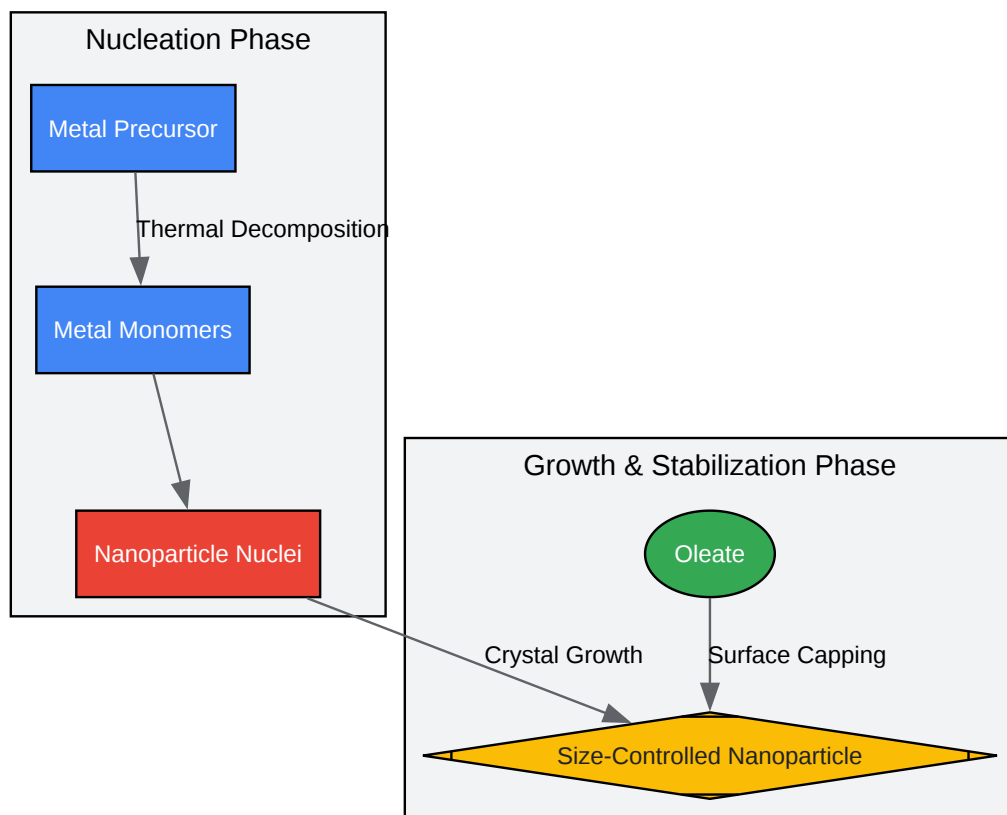 Nucleation Phase
Metal Precursor
Thermal Decomposition
Metal Monomers
Nanoparticle Nuclei
Growth & Stabilization Phase
Oleate
Crystal Growth
Surface Capping
Size-Controlled Nanoparticle